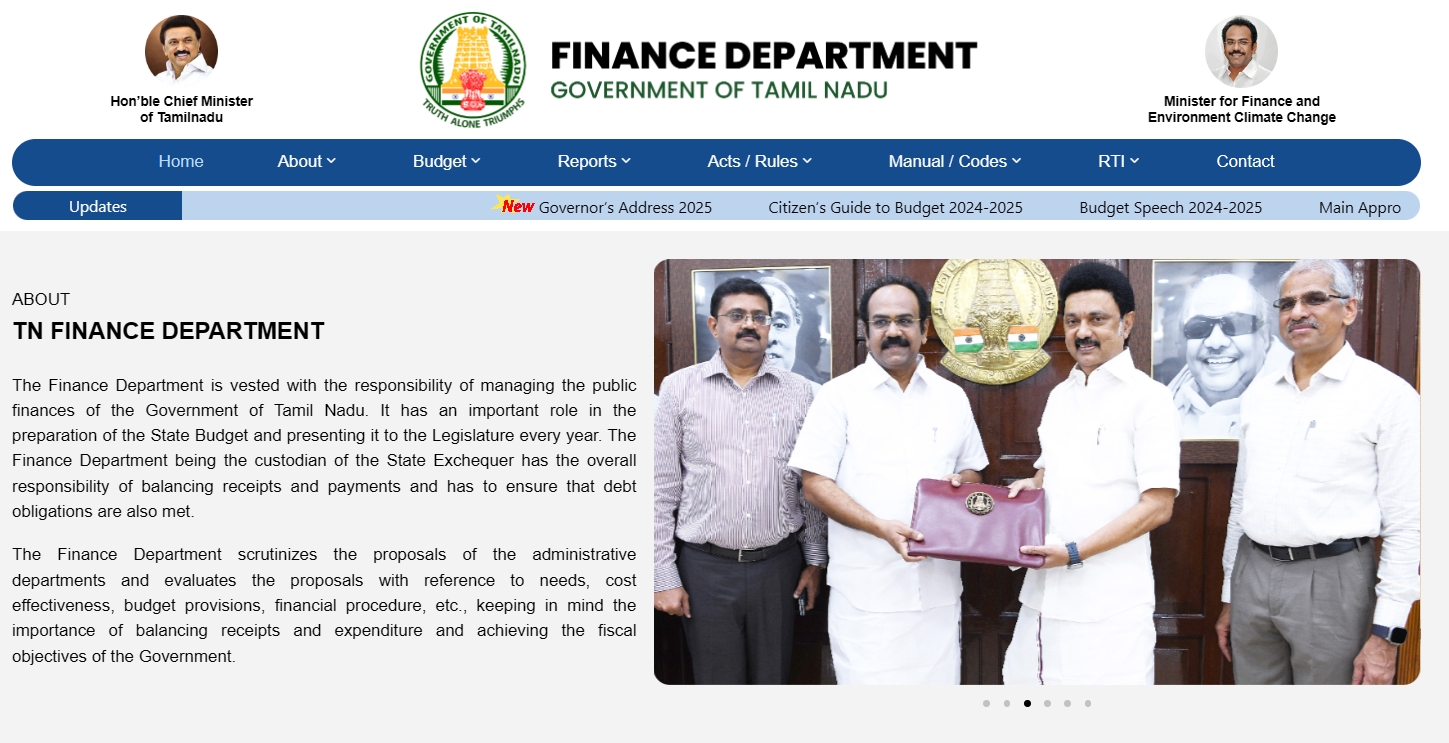 GOVERNMENT OF TAMILNADU
TRUTH ALONE TRIUMPHS
FINANCE DEPARTMENT
GOVERNMENT OF TAMIL NADU
Hon’ble Chief Minister
of Tamilnadu
Minister for Finance and
Environment Climate Change
Home About Budget Reports Acts / Rules Manual / Codes RTI Contact
Updates New Governor’s Address 2025 Citizen’s Guide to Budget 2024-2025 Budget Speech 2024-2025 Main Appro
ABOUT
TN FINANCE DEPARTMENT
The Finance Department is vested with the responsibility of managing the public
finances of the Government of Tamil Nadu. It has an important role in the
preparation of the State Budget and presenting it to the Legislature every year. The
Finance Department being the custodian of the State Exchequer has the overall
responsibility of balancing receipts and payments and has to ensure that debt
obligations are also met.
The Finance Department scrutinizes the proposals of the administrative
departments and evaluates the proposals with reference to needs, cost
effectiveness, budget provisions, financial procedure, etc., keeping in mind the
importance of balancing receipts and expenditure and achieving the fiscal
objectives of the Government.